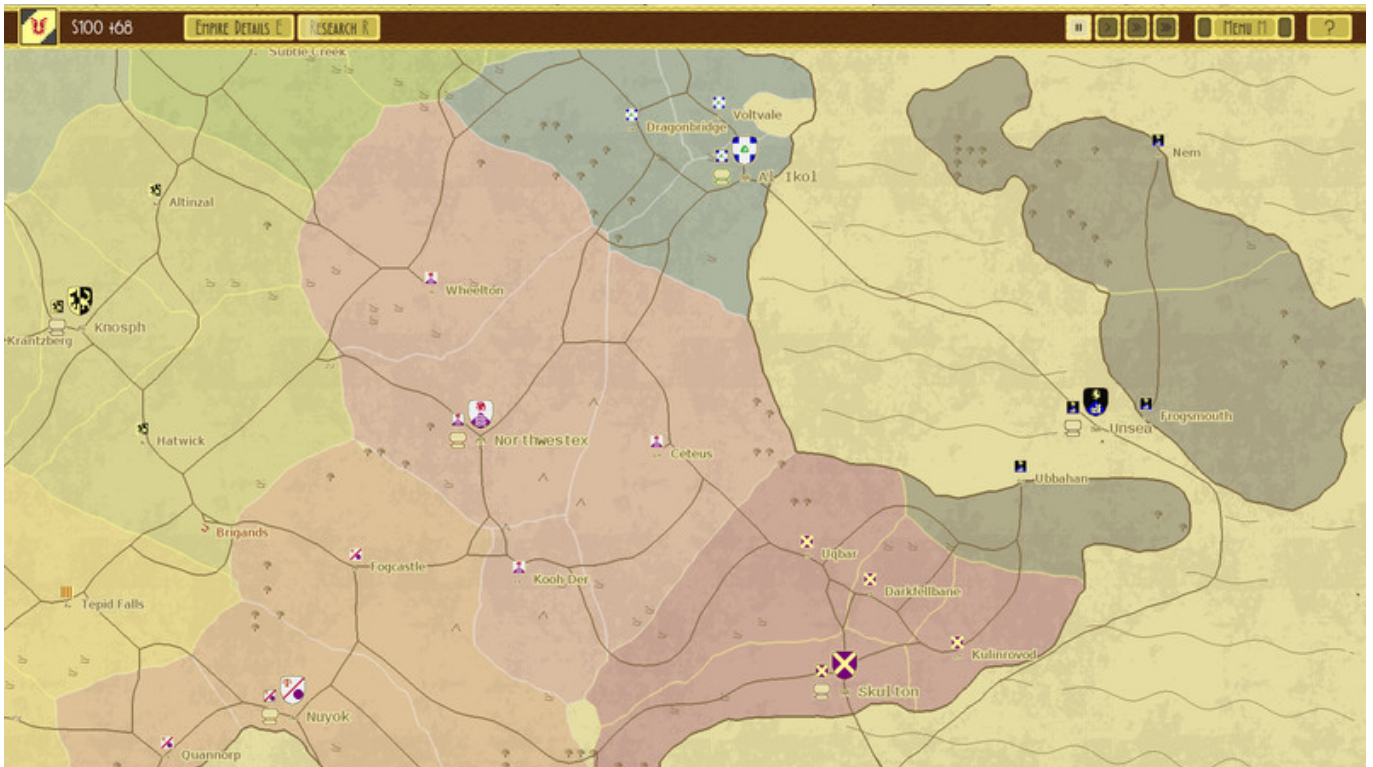 $100 +68
EMPIRE DETAILS E
RESEARCH R
MENU M
?
Subtle Creek
Voltvale
Dragonbridge
Al Ikol
Nem
Altinzal
Wheelton
Knosph
Krantzberg
Frogsmouth
Unsea
Hatwick
Northwestex
Ceteus
Ubbahan
Brigands
Uqbar
Fogcastle
Kooh Der
Darkfellbane
Tepid Falls
Kulinrovod
Skulton
Nuyok
Quannorp